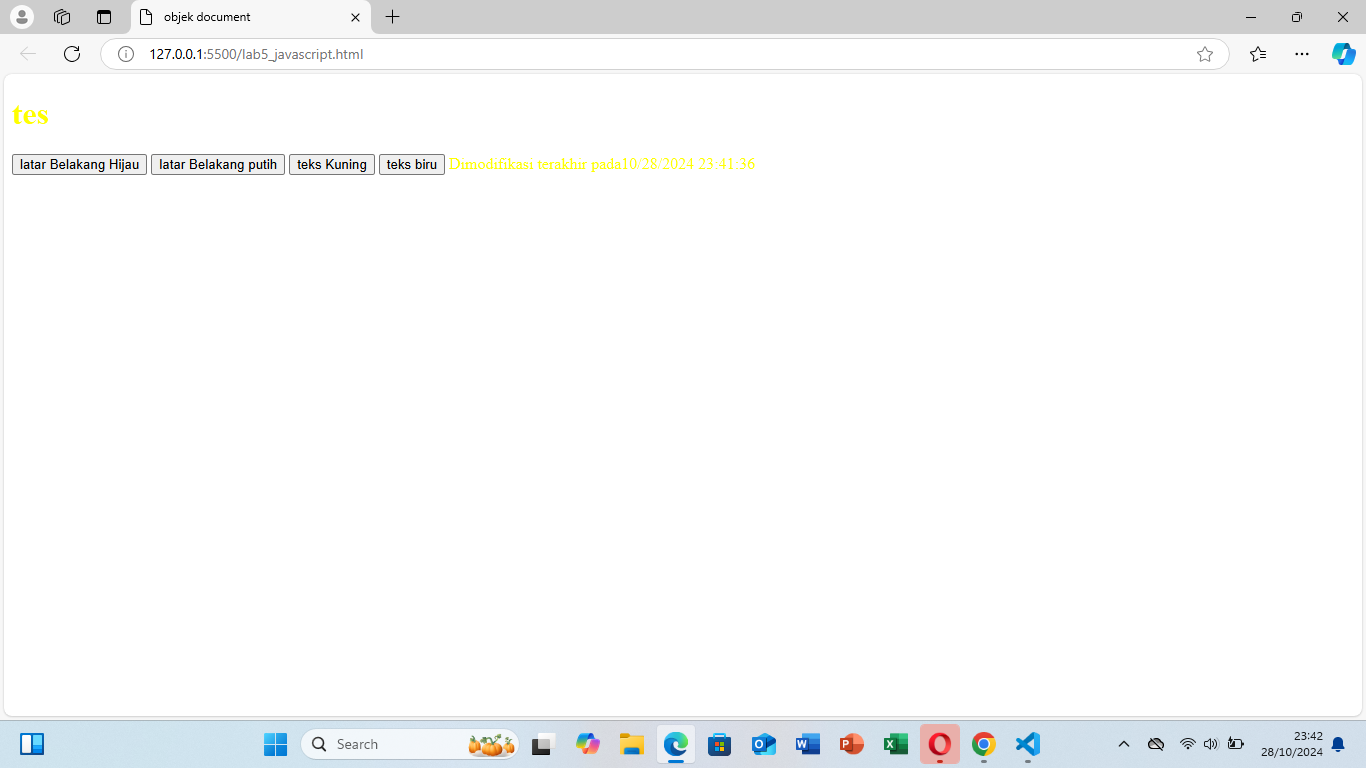 objek document
127.0.0.1:5500/lab5_javascript.html
tes
latar Belakang Hijau latar Belakang putih teks Kuning teks biru Dimodifikasi terakhir pada10/28/2024 23:41:36
Search
23:42
28/10/2024